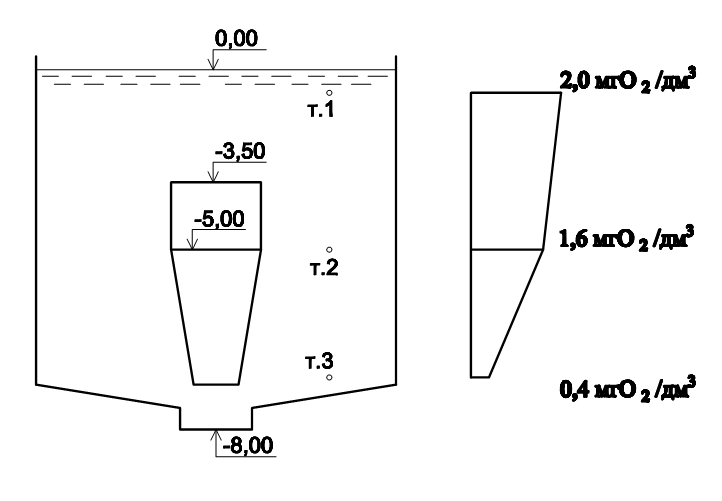 0,00
2,0 мгО₂/дм³
т.1
-3,50
-5,00
1,6 мгО₂/дм³
т.2
т.3
0,4 мгО₂/дм³
-8,00